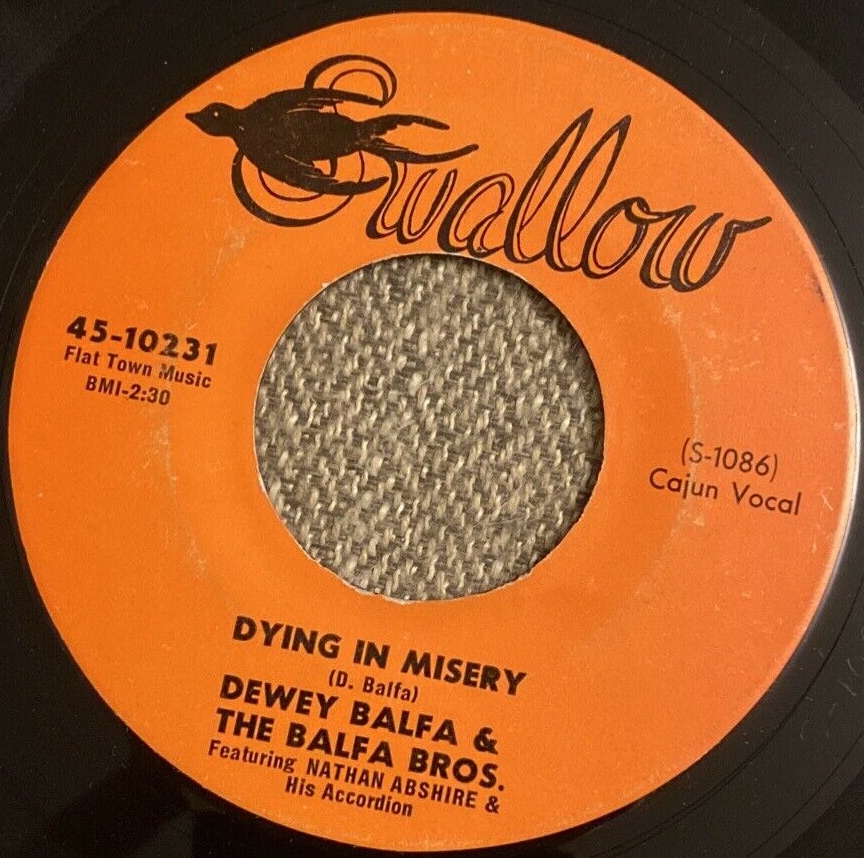 Swallow
45-10231
Flat Town Music
BMI-2:30
(S-1086)
Cajun Vocal
DYING IN MISERY
(D. Balfa)
DEWEY BALFA &
THE BALFA BROS.
Featuring NATHAN ABSHIRE &
His Accordion